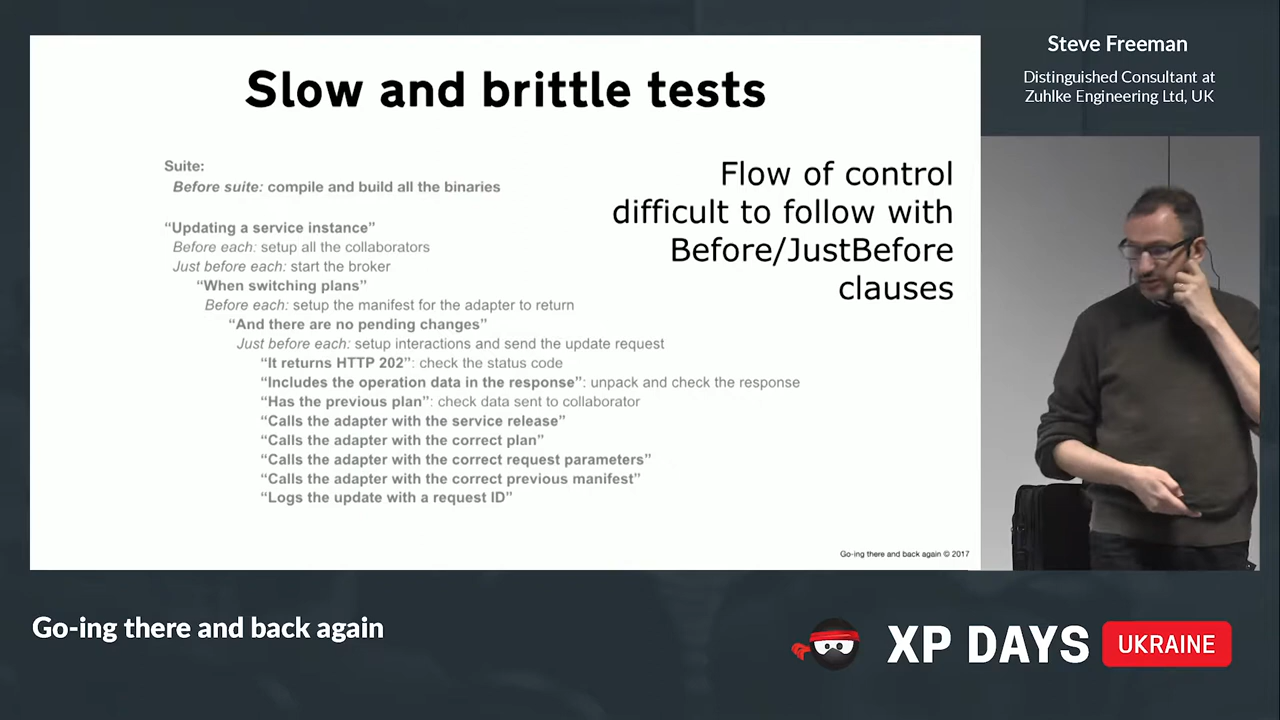 Slow and brittle tests
Suite:
Before suite: compile and build all the binaries
“Updating a service instance”
Before each: setup all the collaborators
Just before each: start the broker
“When switching plans”
Before each: setup the manifest for the adapter to return
“And there are no pending changes”
Just before each: setup interactions and send the update request
“It returns HTTP 202”: check the status code
“Includes the operation data in the response”: unpack and check the response
“Has the previous plan”: check data sent to collaborator
“Calls the adapter with the service release”
“Calls the adapter with the correct plan”
“Calls the adapter with the correct request parameters”
“Calls the adapter with the correct previous manifest”
“Logs the update with a request ID”
Flow of control
difficult to follow with
Before/JustBefore
clauses
Go-ing there and back again © 2017
Steve Freeman
Distinguished Consultant at
Zuhlke Engineering Ltd, UK
Go-ing there and back again
XP DAYS UKRAINE